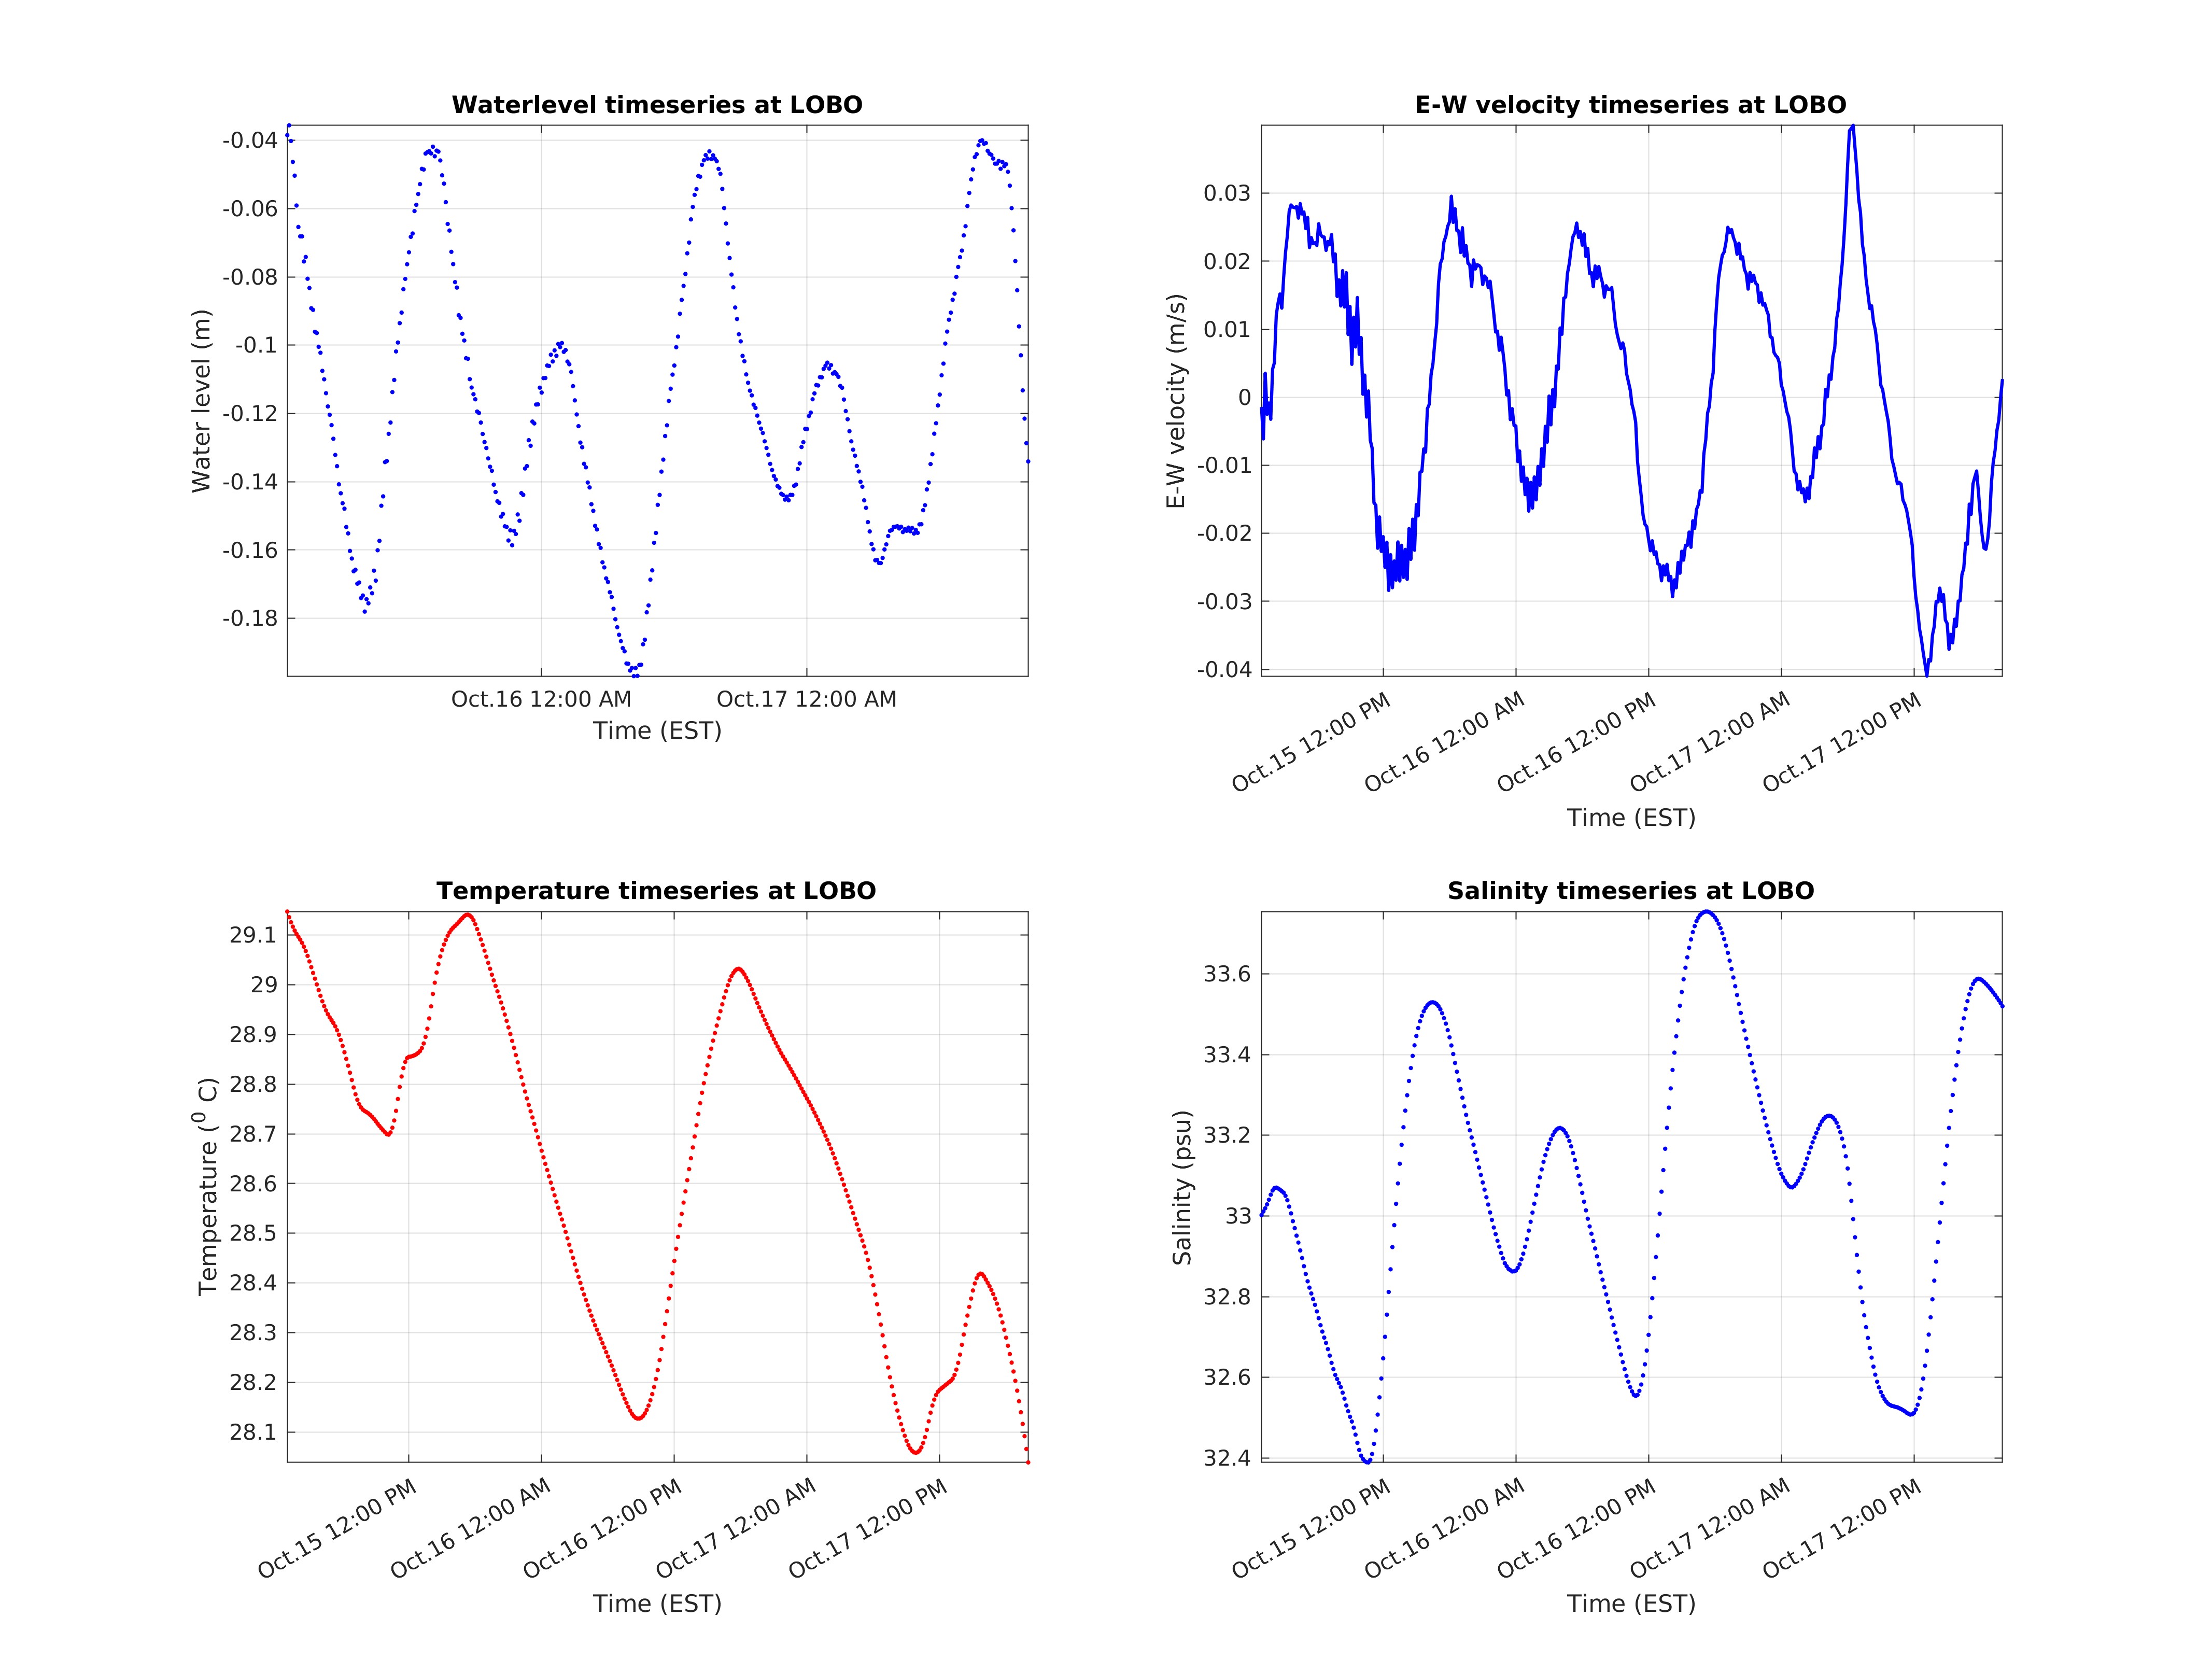 Waterlevel timeseries at LOBO
-0.04
-0.06
-0.08
-0.1
-0.12
-0.14
-0.16
-0.18
Water level (m)
Oct.16 12:00 AM
Oct.17 12:00 AM
Time (EST)
E-W velocity timeseries at LOBO
0.03
0.02
0.01
0
-0.01
-0.02
-0.03
-0.04
E-W velocity (m/s)
Oct.15 12:00 PM
Oct.16 12:00 AM
Oct.16 12:00 PM
Oct.17 12:00 AM
Oct.17 12:00 PM
Time (EST)
Temperature timeseries at LOBO
29.1
29
28.9
28.8
28.7
28.6
28.5
28.4
28.3
28.2
28.1
Temperature (⁰ C)
Oct.15 12:00 PM
Oct.16 12:00 AM
Oct.16 12:00 PM
Oct.17 12:00 AM
Oct.17 12:00 PM
Time (EST)
Salinity timeseries at LOBO
33.6
33.4
33.2
33
32.8
32.6
32.4
Salinity (psu)
Oct.15 12:00 PM
Oct.16 12:00 AM
Oct.16 12:00 PM
Oct.17 12:00 AM
Oct.17 12:00 PM
Time (EST)